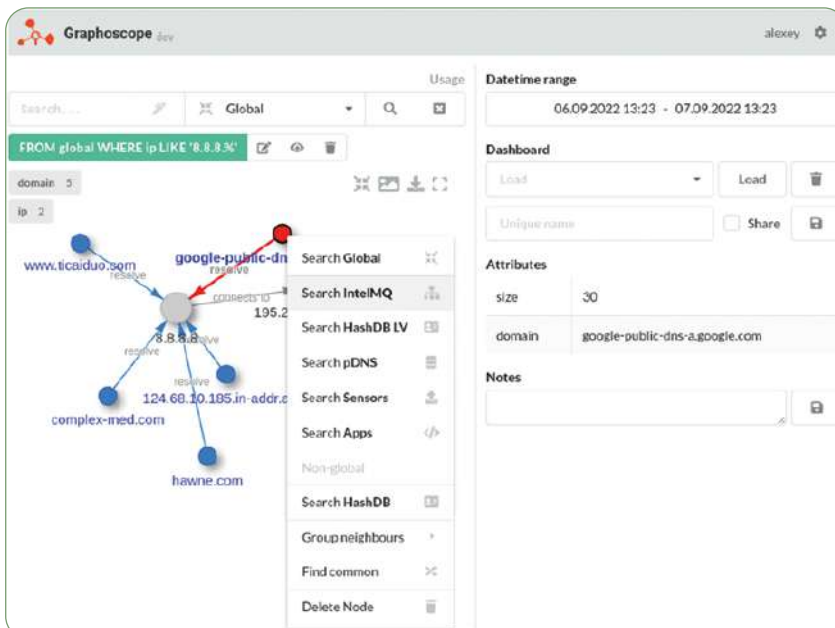 Graphoscope dev
alexey
Usage
Search....
Global
FROM global WHERE ip LIKE '8.8.8.%'
domain 5
ip 2
www.ticaiduo.com
resolve
google-public-dn
resolve
connects to
195.2
8.8.8.8
resolve
resolve
resolve
124.68.10.185.in-addr.a
complex-med.com
hawne.com
Search Global
Search IntelMQ
Search HashDB LV
Search pDNS
Search Sensors
Search Apps
Non-global
Search HashDB
Group neighbours
Find common
Delete Node
Datetime range
06.09.2022 13:23 - 07.09.2022 13:23
Dashboard
Load
Load
Unique name
Share
Attributes
size 30
domain google-public-dns-a.google.com
Notes